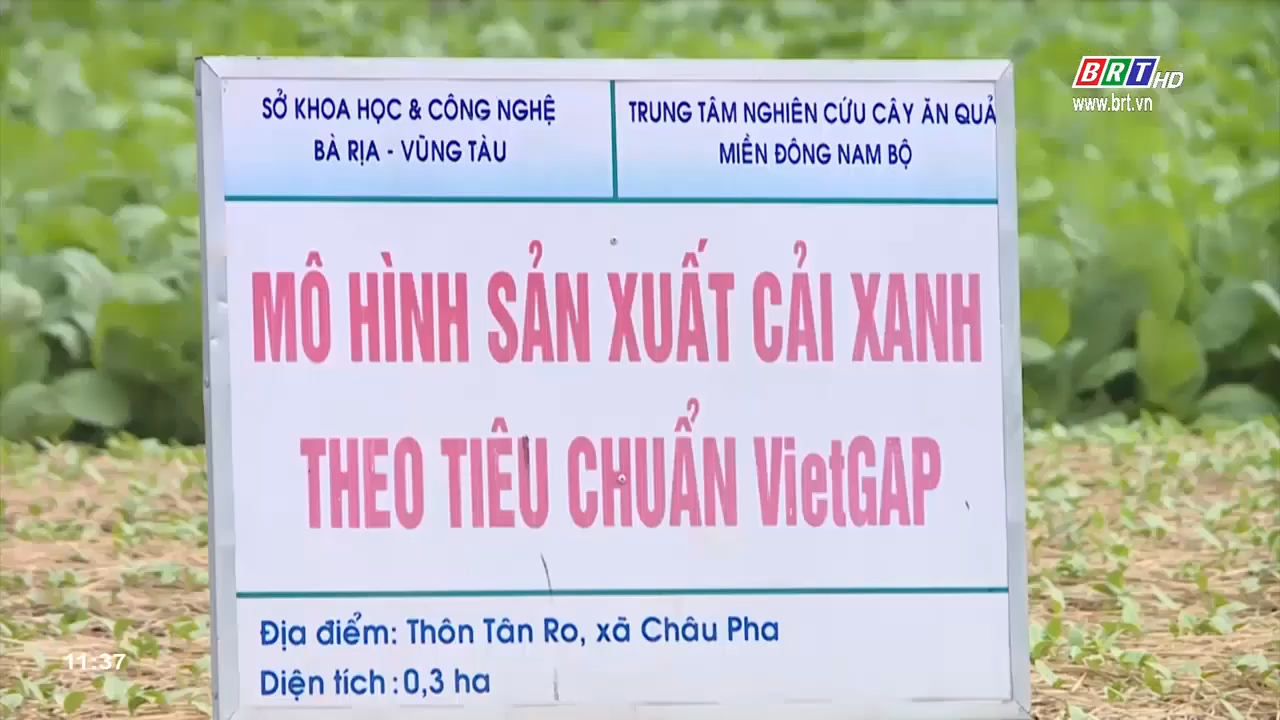 BRT HD
www.brt.vn
SỞ KHOA HỌC & CÔNG NGHỆ
BÀ RỊA - VŨNG TÀU
TRUNG TÂM NGHIÊN CỨU CÂY ĂN QUẢ
MIỀN ĐÔNG NAM BỘ
MÔ HÌNH SẢN XUẤT CẢI XANH
THEO TIÊU CHUẨN VietGAP
Địa điểm: Thôn Tân Ro, xã Châu Pha
Diện tích : 0,3 ha
11:37